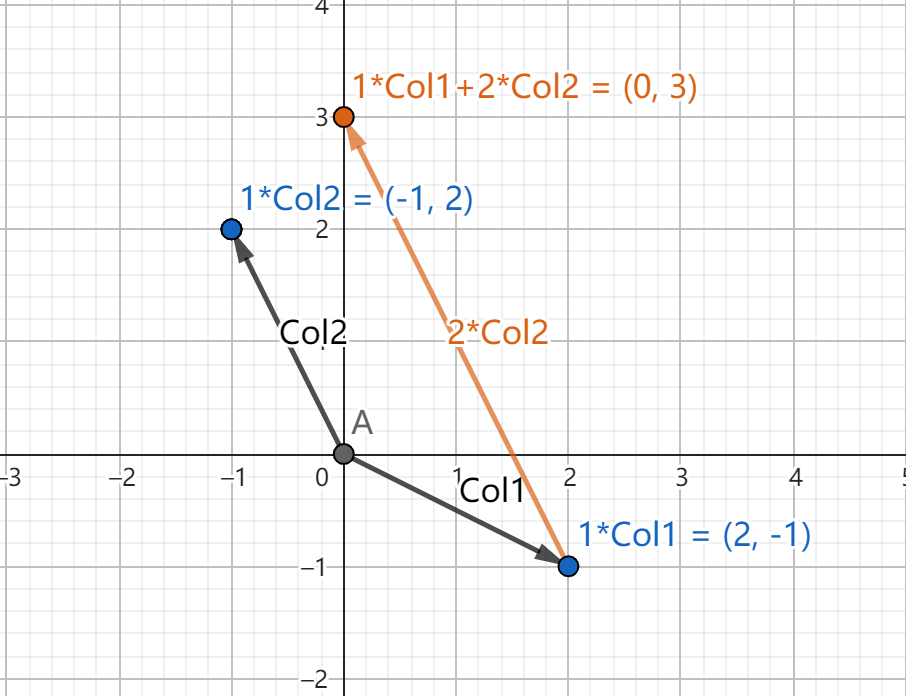 4
1*Col1+2*Col2 = (0, 3)
3
1*Col2 = (-1, 2)
2
Col2
2*Col2
A
−3 −2 −1 0 1 2 3 4 5
Col1
1*Col1 = (2, -1)
−1
−2